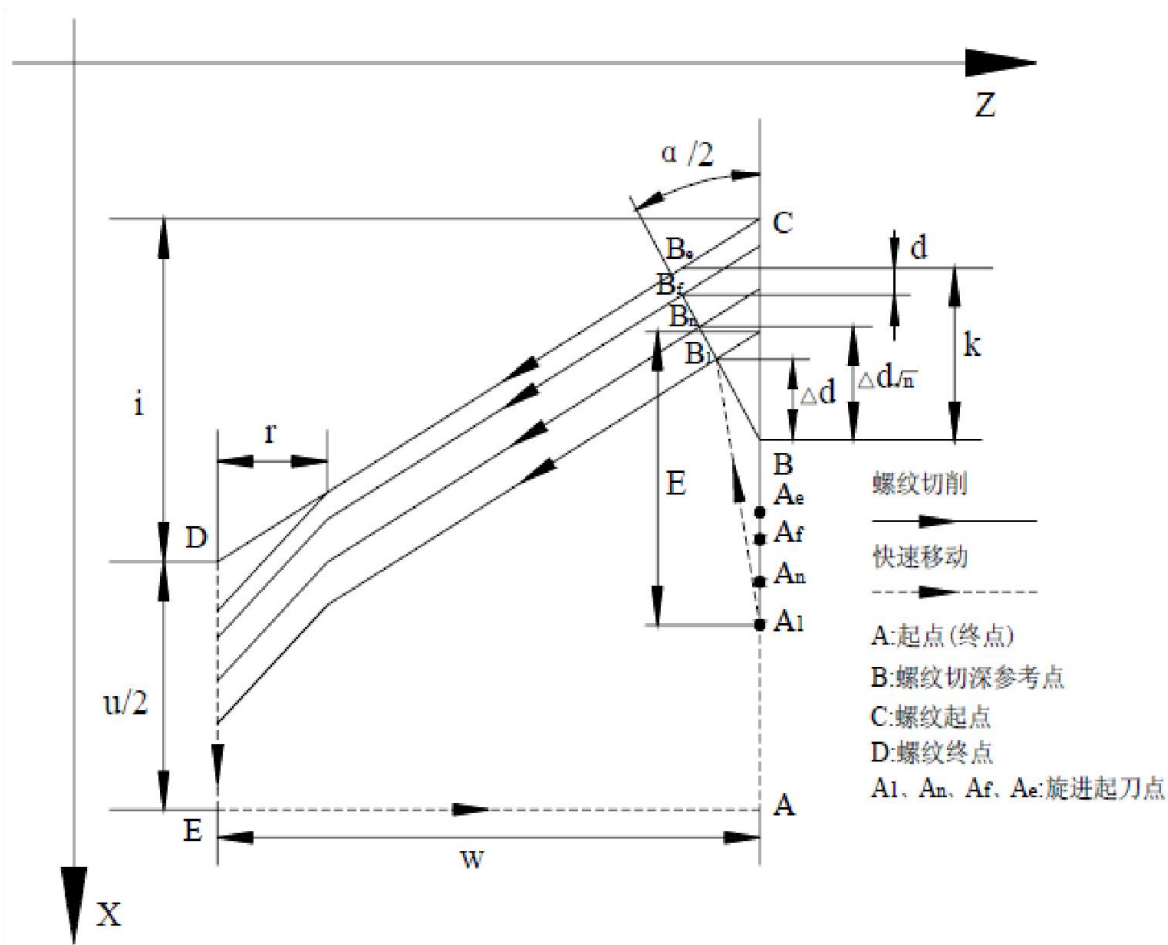 Z
α/2
C
Be
d
Bf
Bn
k
B1
△d
△d√n
i
r
E
B
Ae
螺纹切削
D
Af
快速移动
An
A1
A:起点(终点)
B:螺纹切深参考点
u/2
C:螺纹起点
D:螺纹终点
A1、An、Af、Ae:旋进起刀点
E
A
w
X